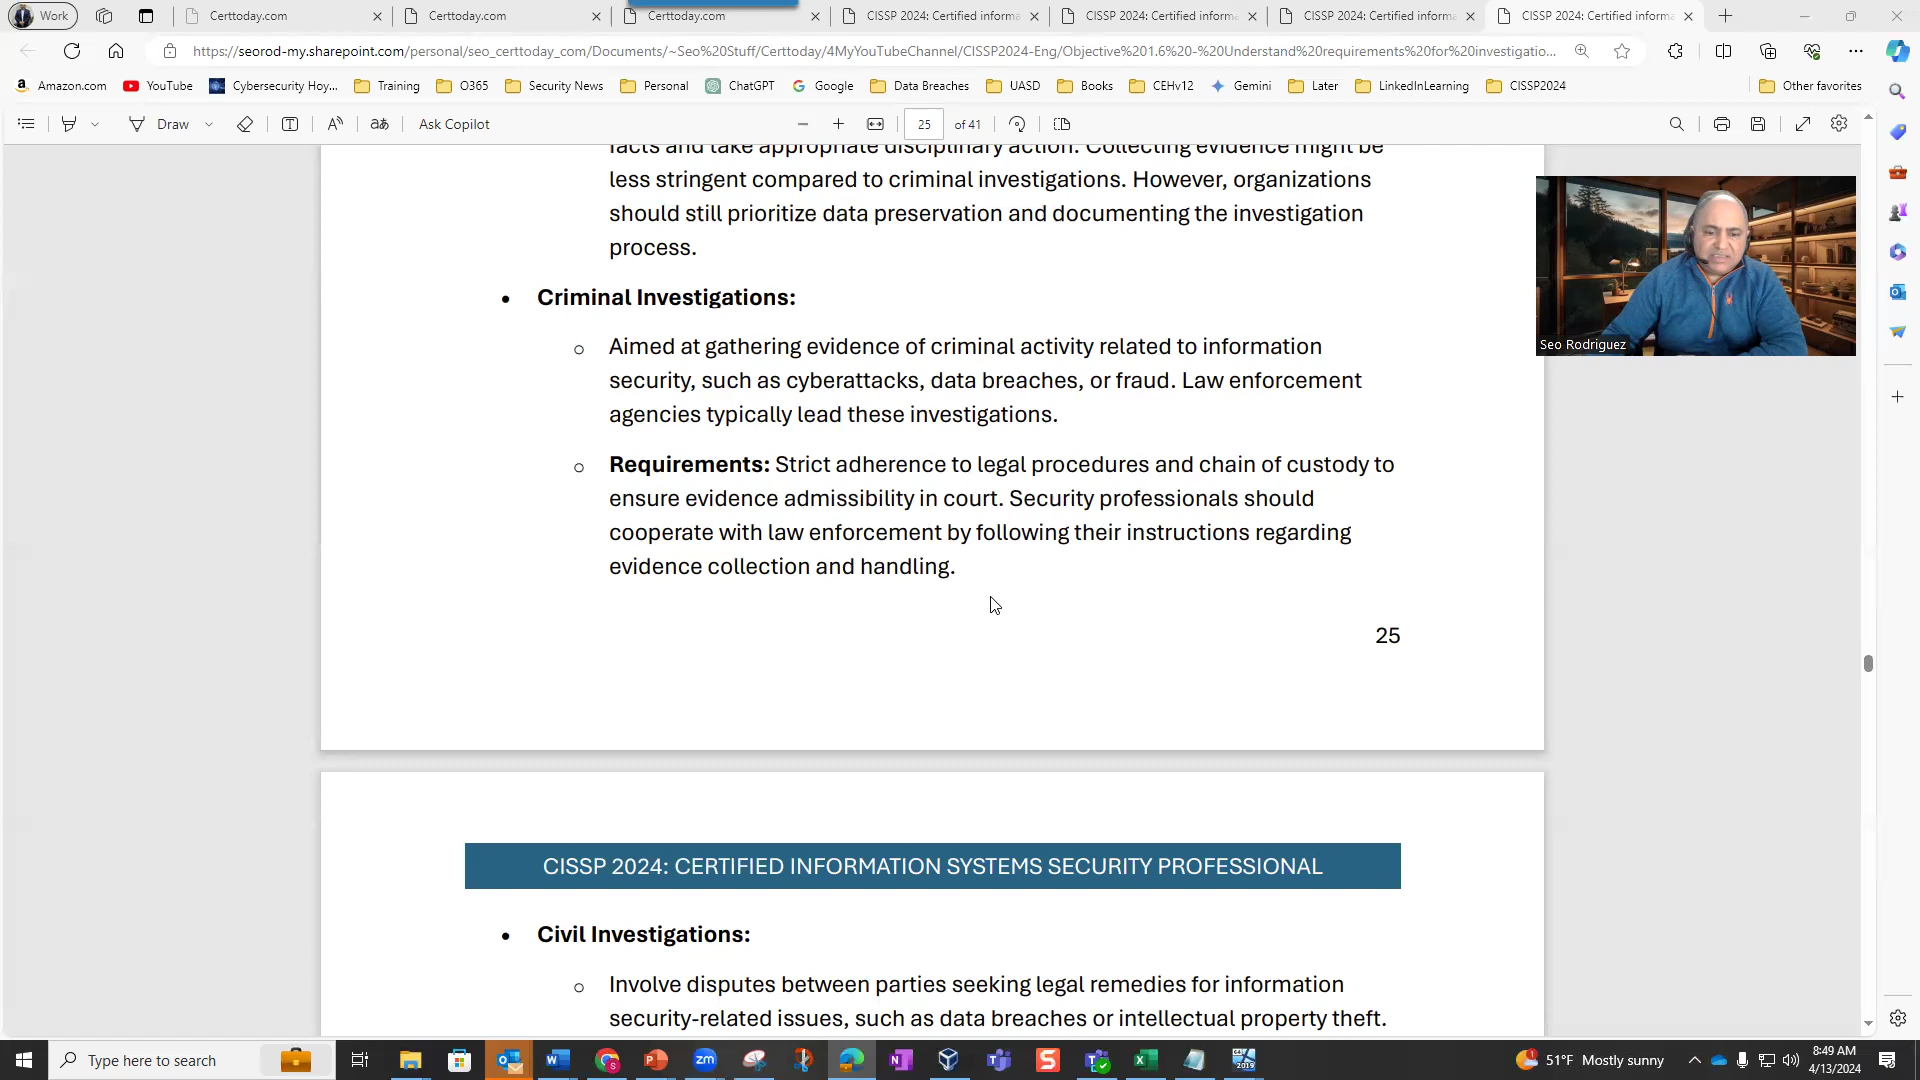 Work
Certtoday.com
Certtoday.com
Certtoday.com
CISSP 2024: Certified informa
CISSP 2024: Certified informa
CISSP 2024: Certified informa
CISSP 2024: Certified informa
https://seorod-my.sharepoint.com/personal/seo_certtoday_com/Documents/~Seo%20Stuff/Certtoday/4MyYouTubeChannel/CISSP2024-Eng/Objective%201.6%20-%20Understand%20requirements%20for%20investigatio...
Amazon.com
YouTube
Cybersecurity Hoy...
Training
O365
Security News
Personal
ChatGPT
Google
Data Breaches
UASD
Books
CEHv12
Gemini
Later
LinkedInLearning
CISSP2024
Other favorites
Draw
Ask Copilot
25
of 41
facts and take appropriate disciplinary action. Collecting evidence might be
less stringent compared to criminal investigations. However, organizations
should still prioritize data preservation and documenting the investigation
process.
• Criminal Investigations:
o Aimed at gathering evidence of criminal activity related to information
security, such as cyberattacks, data breaches, or fraud. Law enforcement
agencies typically lead these investigations.
o Requirements: Strict adherence to legal procedures and chain of custody to
ensure evidence admissibility in court. Security professionals should
cooperate with law enforcement by following their instructions regarding
evidence collection and handling.
25
Seo Rodriguez
CISSP 2024: CERTIFIED INFORMATION SYSTEMS SECURITY PROFESSIONAL
• Civil Investigations:
o Involve disputes between parties seeking legal remedies for information
security-related issues, such as data breaches or intellectual property theft.
Type here to search
51°F Mostly sunny
8:49 AM
4/13/2024